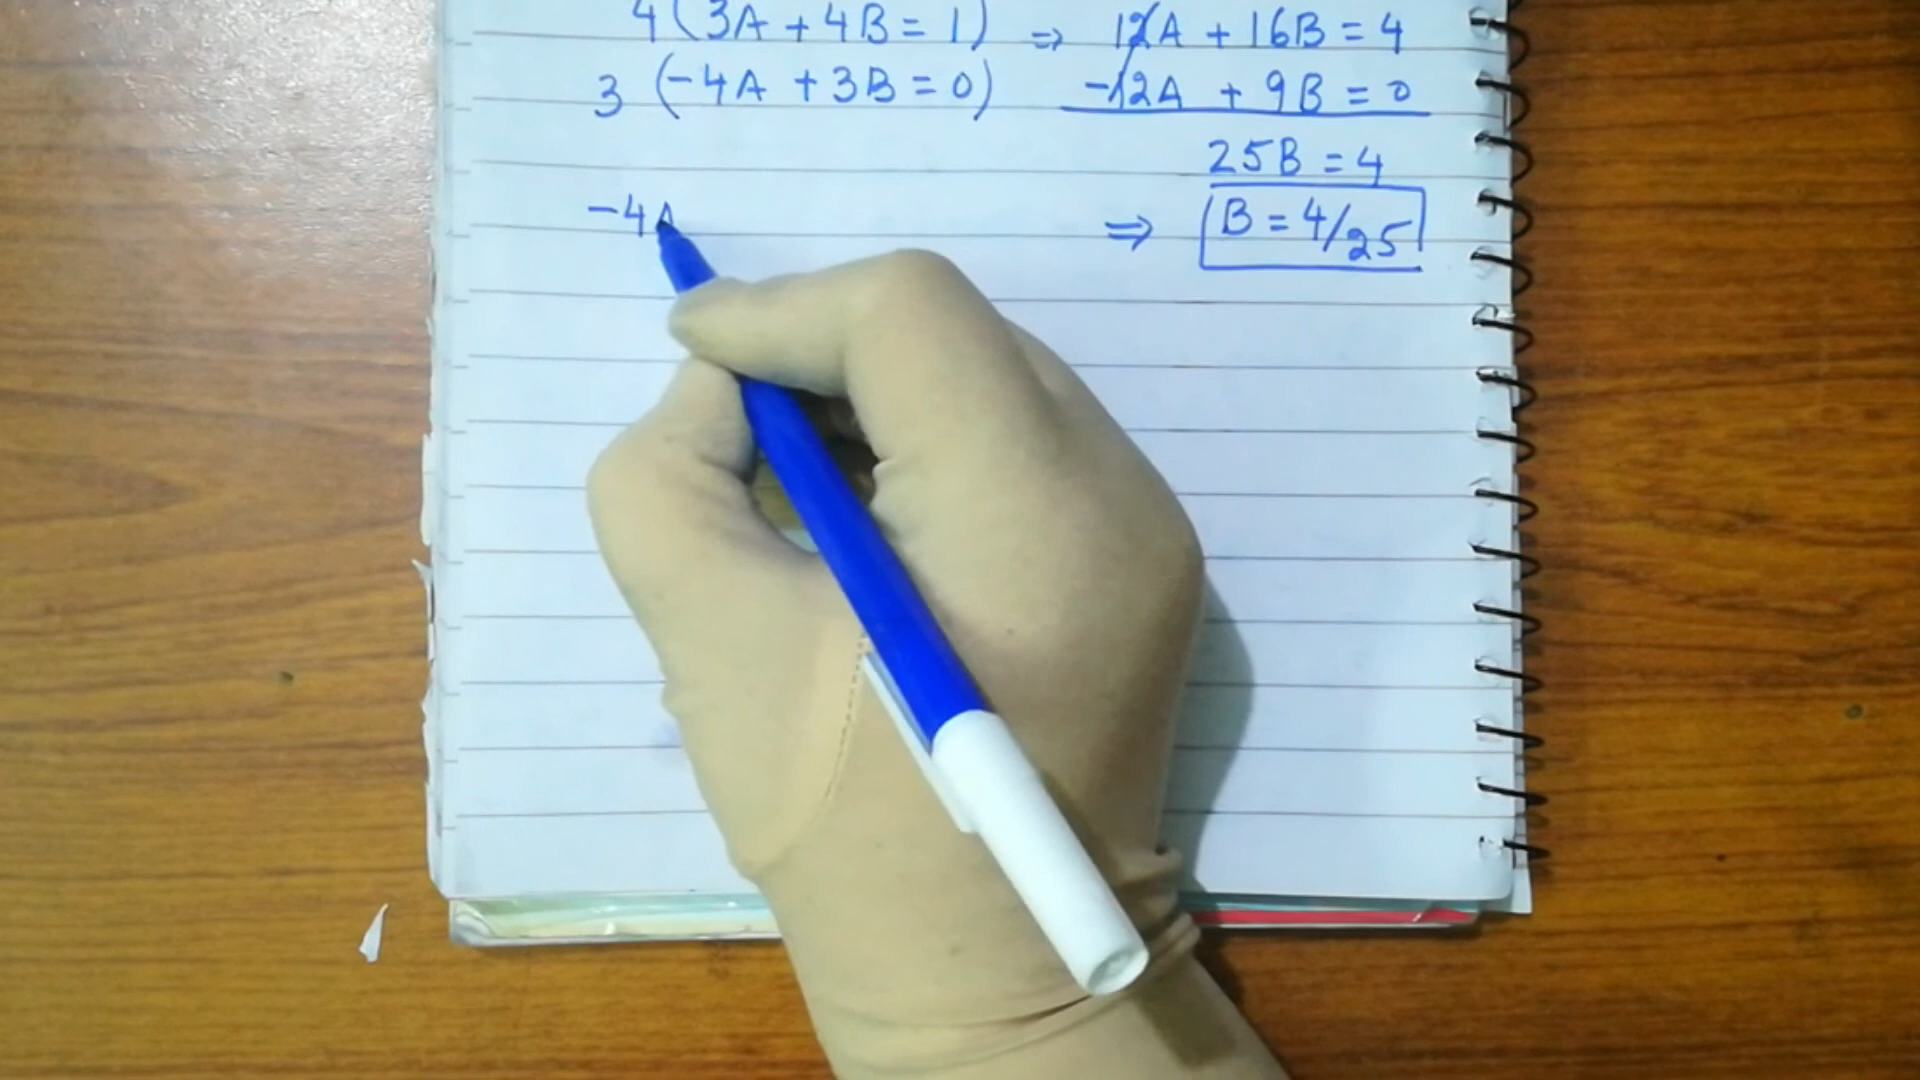 4 (3A + 4B = 1) ⇒ 12A + 16B = 4
3 (-4A + 3B = 0) -12A + 9B = 0
25B = 4
-4A ⇒ B = 4/25